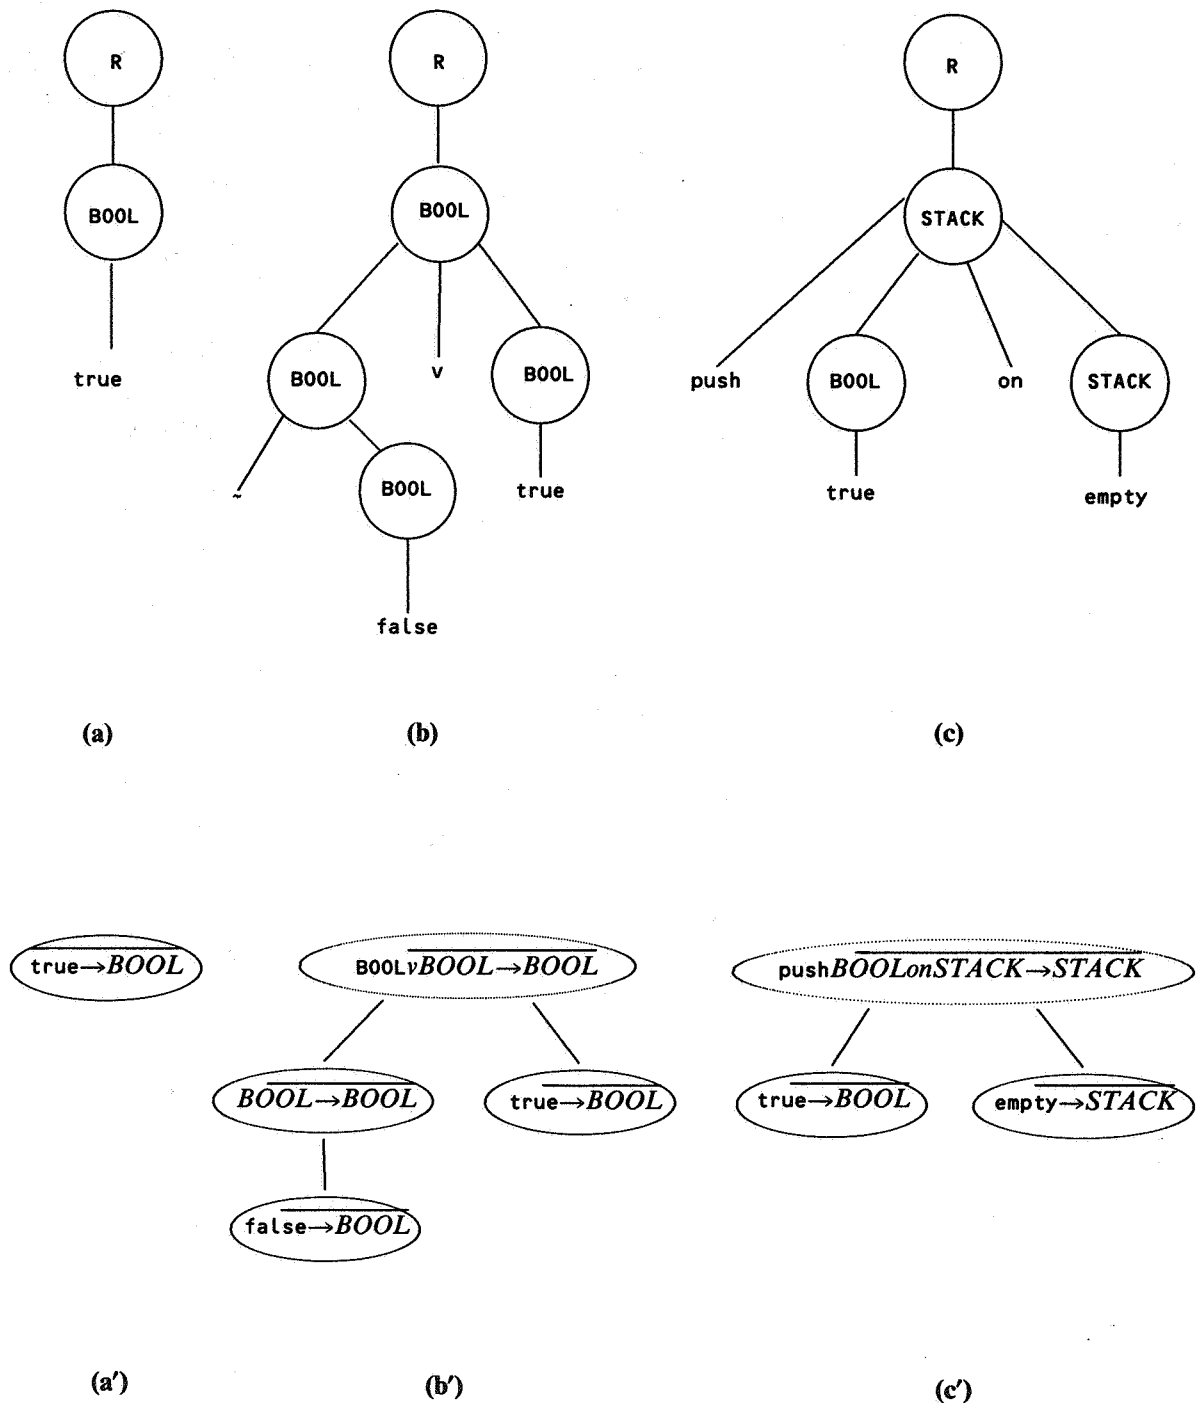 R R R
BOOL BOOL STACK
true BOOL v BOOL push BOOL on STACK
~ BOOL true true empty
false
(a) (b) (c)
true→BOOL BOOLvBOOL→BOOL pushBOOLonSTACK→STACK
BOOL→BOOL true→BOOL true→BOOL empty→STACK
false→BOOL
(a′) (b′) (c′)